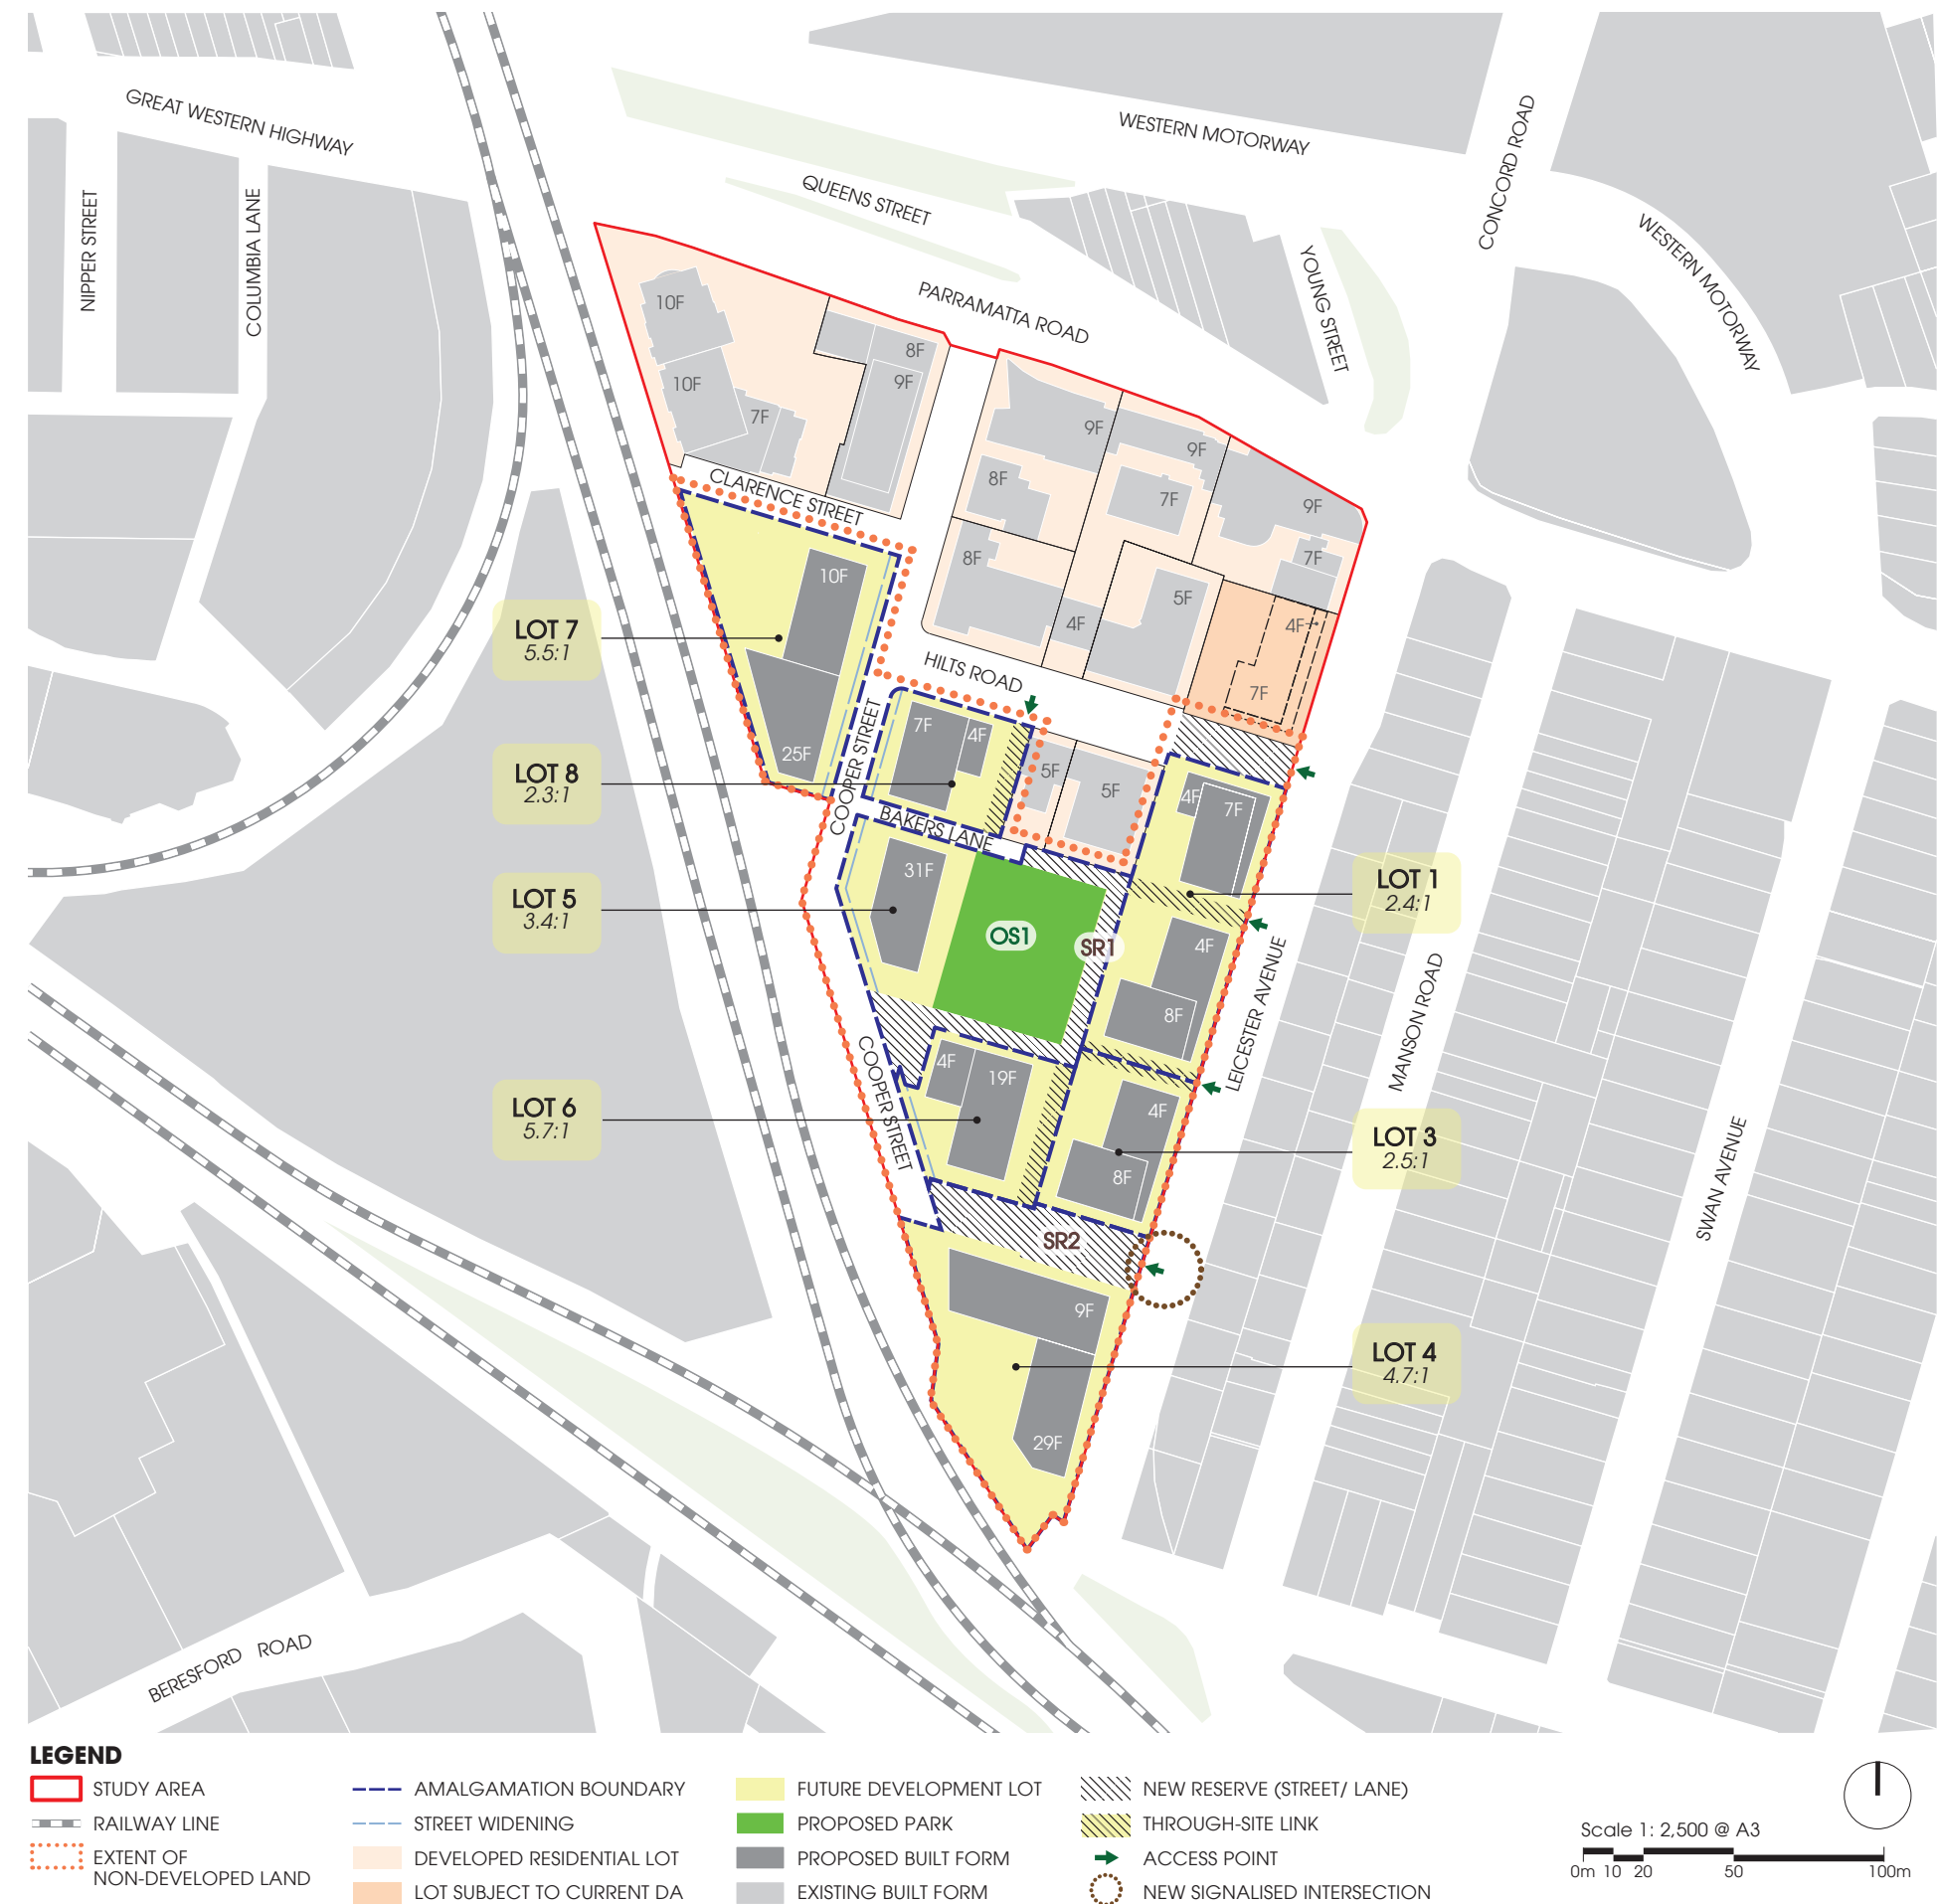 GREAT WESTERN HIGHWAY
NIPPER STREET
COLUMBIA LANE
WESTERN MOTORWAY
QUEENS STREET
CONCORD ROAD
WESTERN MOTORWAY
YOUNG STREET
PARRAMATTA ROAD
10F
8F
9F
10F
7F
9F
9F
8F
7F
9F
CLARENCE STREET
8F
7F
10F
5F
4F
4F
LOT 7
5.5:1
HILTS ROAD
7F
7F
4F
25F
COOPER STREET
5F
5F
LOT 8
2.3:1
4F
7F
BAKERS LANE
31F
LOT 5
3.4:1
LOT 1
2.4:1
OS1
SR1
4F
8F
LEICESTER AVENUE
MANSON ROAD
COOPER STREET
4F
19F
LOT 6
5.7:1
4F
LOT 3
2.5:1
8F
SWAN AVENUE
SR2
9F
LOT 4
4.7:1
29F
BERESFORD ROAD
LEGEND
STUDY AREA
RAILWAY LINE
EXTENT OF
NON-DEVELOPED LAND
AMALGAMATION BOUNDARY
STREET WIDENING
DEVELOPED RESIDENTIAL LOT
LOT SUBJECT TO CURRENT DA
FUTURE DEVELOPMENT LOT
PROPOSED PARK
PROPOSED BUILT FORM
EXISTING BUILT FORM
NEW RESERVE (STREET/ LANE)
THROUGH-SITE LINK
ACCESS POINT
NEW SIGNALISED INTERSECTION
Scale 1: 2,500 @ A3
0m 10 20 50 100m